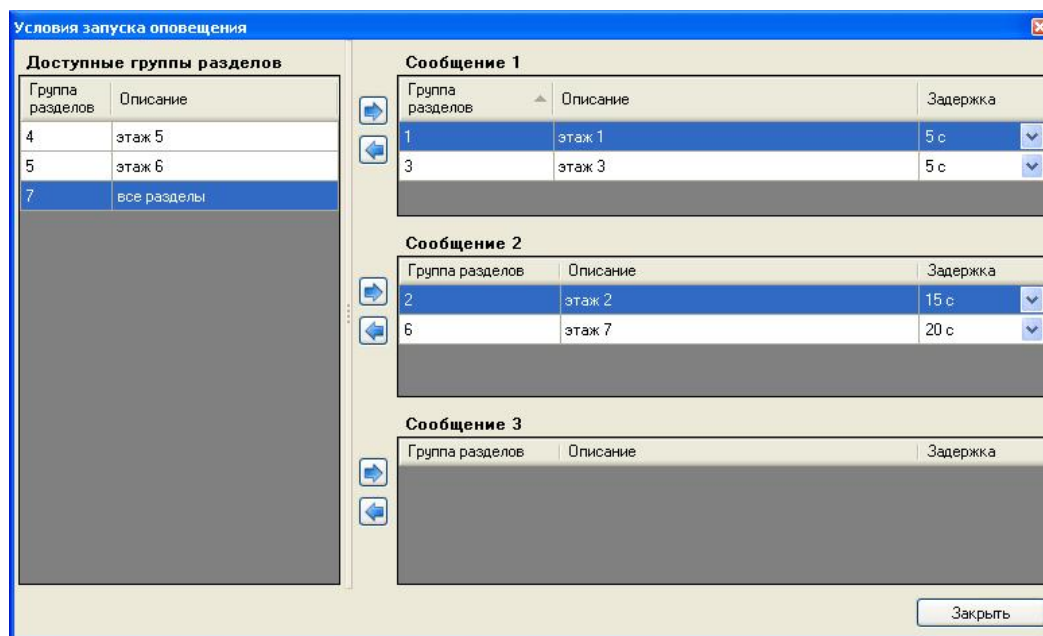 Условия запуска оповещения
Доступные группы разделов
Группа разделов Описание
4 этаж 5
5 этаж 6
7 все разделы
Сообщение 1
Группа разделов Описание Задержка
1 этаж 1 5 с
3 этаж 3 5 с
Сообщение 2
Группа разделов Описание Задержка
2 этаж 2 15 с
6 этаж 7 20 с
Сообщение 3
Группа разделов Описание Задержка
Закрыть